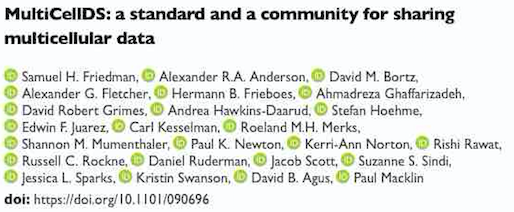 MultiCellDS: a standard and a community for sharing
multicellular data
Samuel H. Friedman, Alexander R.A. Anderson, David M. Bortz,
Alexander G. Fletcher, Hermann B. Frieboes, Ahmadreza Ghaffarizadeh,
David Robert Grimes, Andrea Hawkins-Daarud, Stefan Hoehme,
Edwin F. Juarez, Carl Kesselman, Roeland M.H. Merks,
Shannon M. Mumenthaler, Paul K. Newton, Kerri-Ann Norton, Rishi Rawat,
Russell C. Rockne, Daniel Ruderman, Jacob Scott, Suzanne S. Sindi,
Jessica L. Sparks, Kristin Swanson, David B. Agus, Paul Macklin
doi: https://doi.org/10.1101/090696